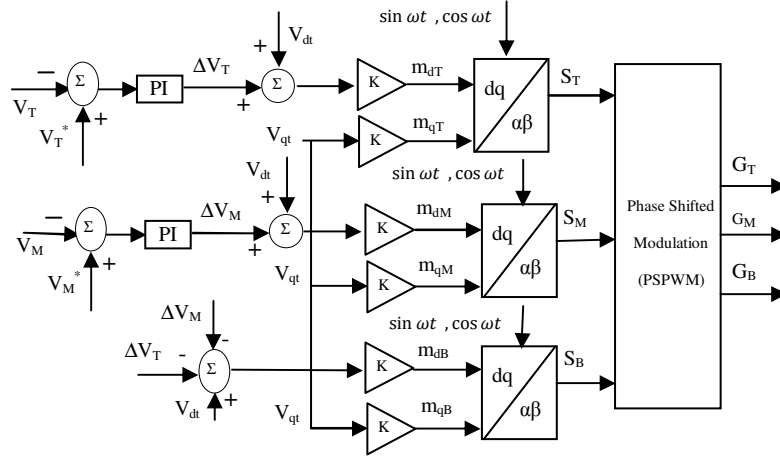 sin ωt , cos ωt
+ V_dt
− Σ PI ΔV_T + Σ K m_dT dq S_T
V_T V_T* +
V_qt K m_qT αβ
G_T
V_dt sin ωt , cos ωt
+
− Σ PI ΔV_M + Σ K m_dM dq S_M Phase Shifted G_M
V_M V_M* + Modulation
V_qt K m_qM αβ (PSPWM) G_B
ΔV_M sin ωt , cos ωt
-
ΔV_T - Σ K m_dB dq S_B
V_dt +
V_qt K m_qB αβ